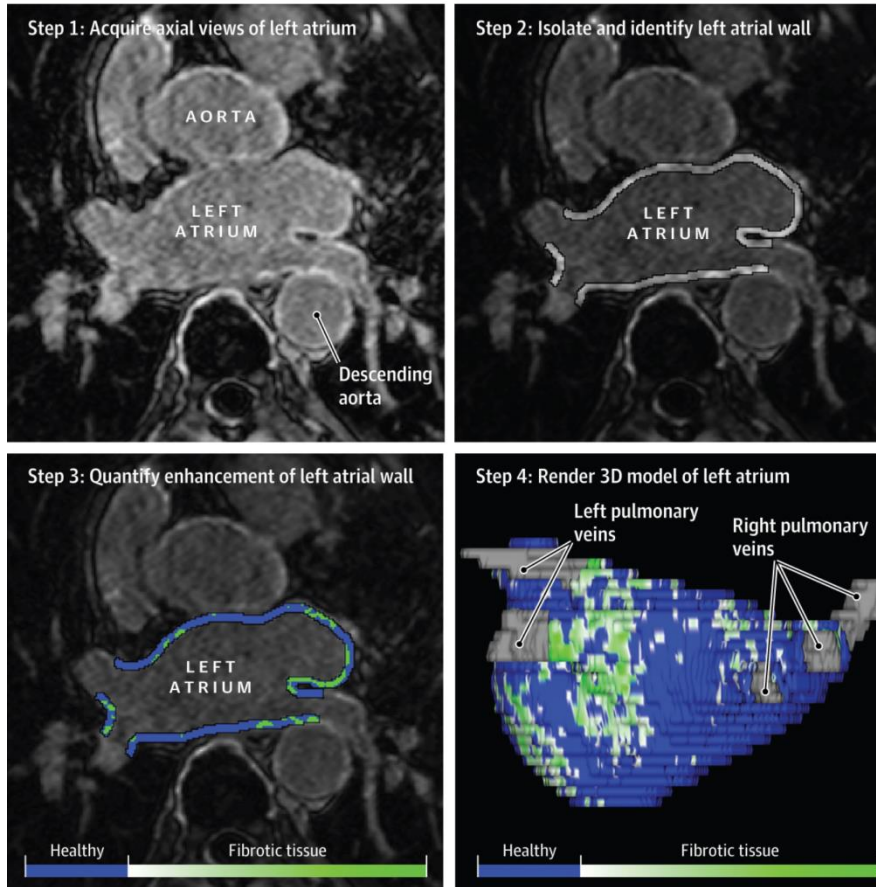 Step 1: Acquire axial views of left atrium
AORTA
LEFT
ATRIUM
Descending
aorta
Step 2: Isolate and identify left atrial wall
LEFT
ATRIUM
Step 3: Quantify enhancement of left atrial wall
LEFT
ATRIUM
Healthy
Fibrotic tissue
Step 4: Render 3D model of left atrium
Left pulmonary
veins
Right pulmonary
veins
Healthy
Fibrotic tissue